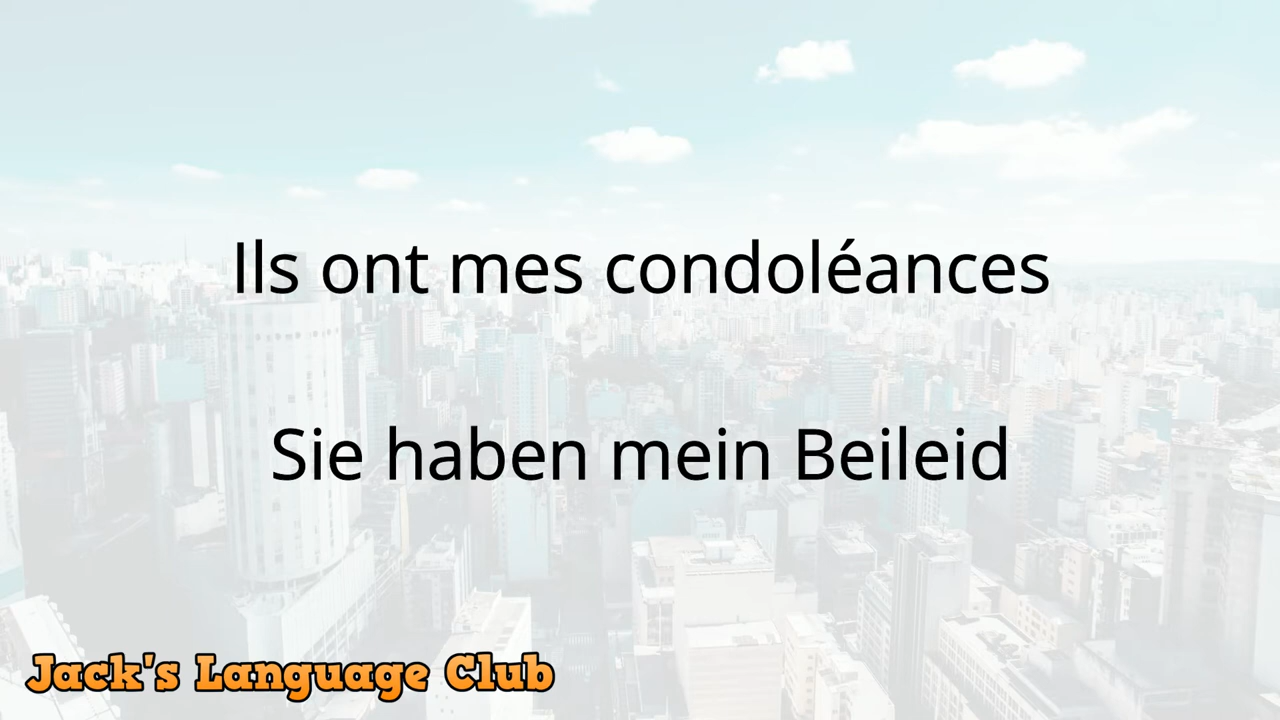 Ils ont mes condoléances
Sie haben mein Beileid
Jack's Language Club